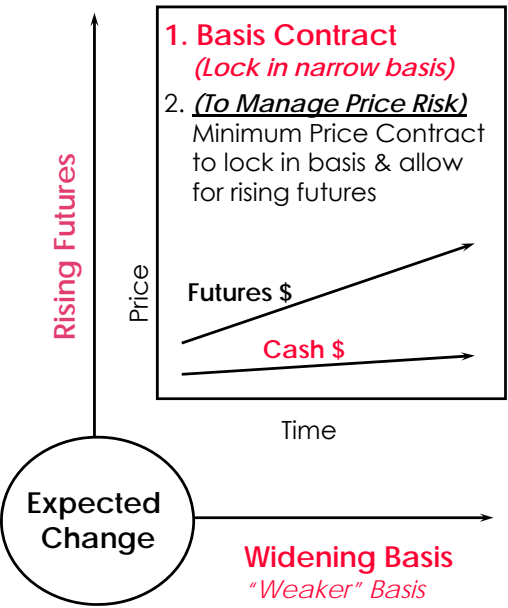 1. Basis Contract
(Lock in narrow basis)
2. (To Manage Price Risk)
Minimum Price Contract
to lock in basis & allow
for rising futures
Rising Futures
Price
Futures $
Cash $
Time
Expected
Change
Widening Basis
"Weaker" Basis